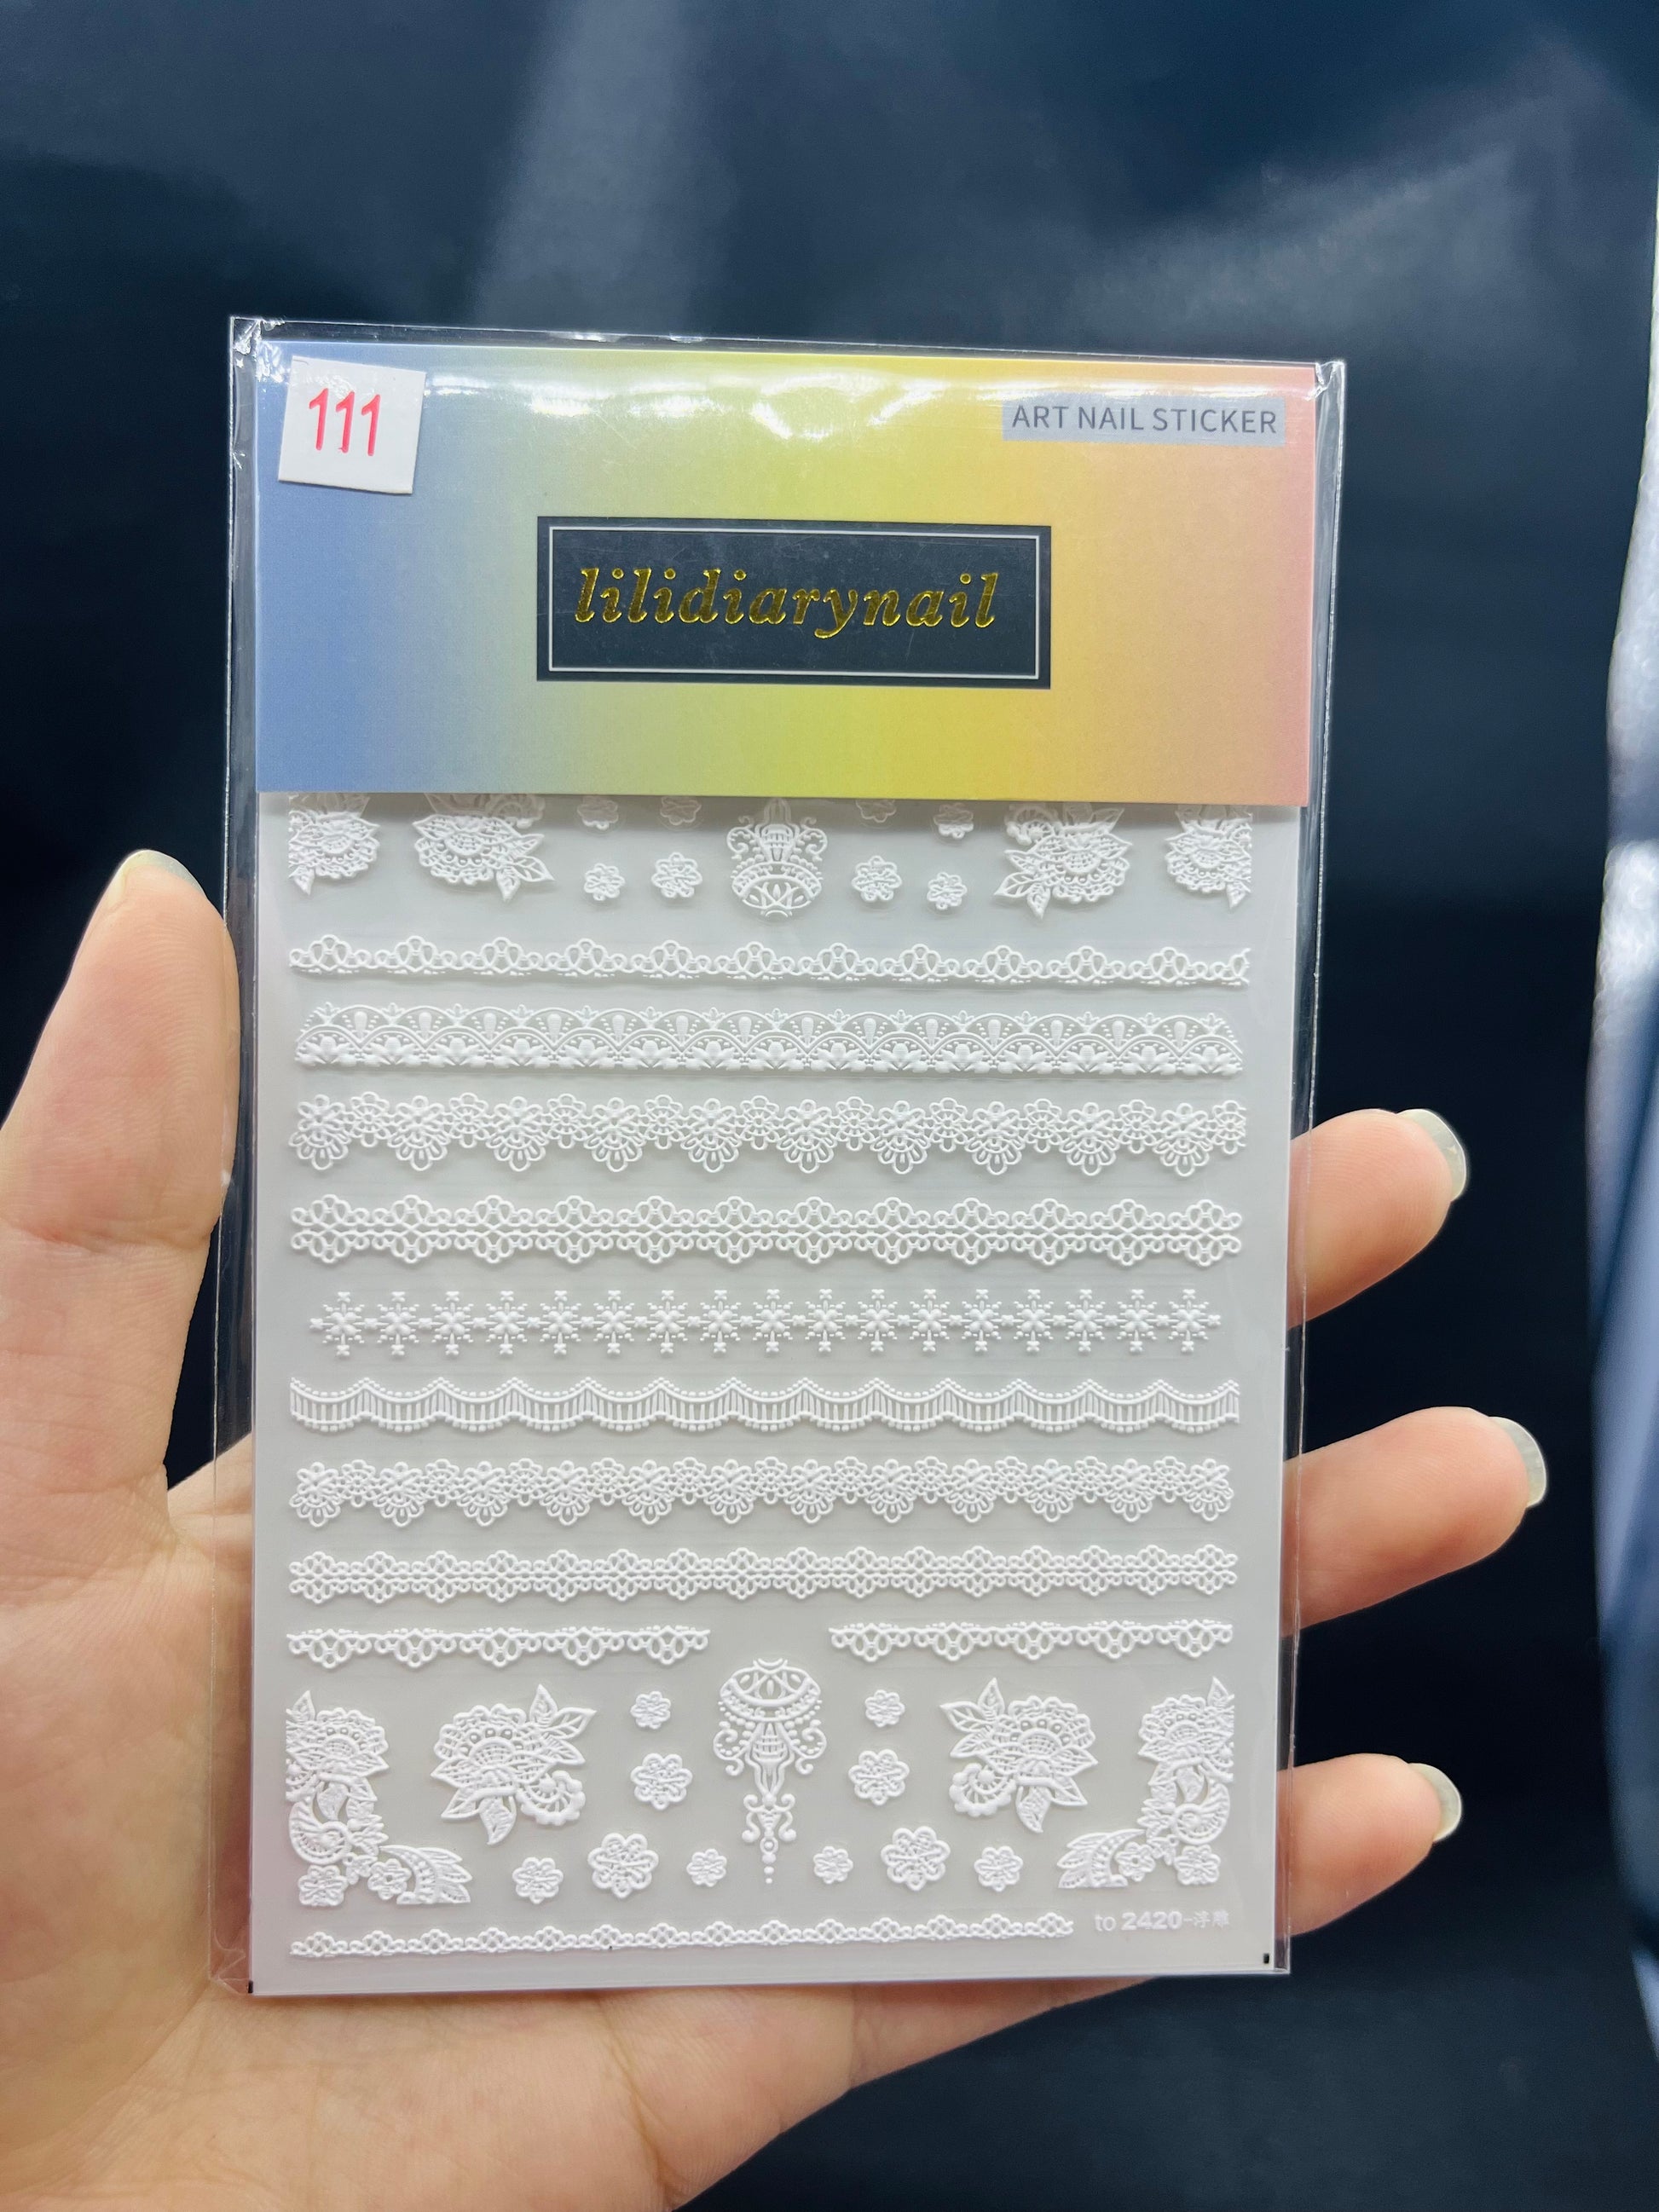 111
ART NAIL STICKER
lilidiarynail
to 2420-浮雕